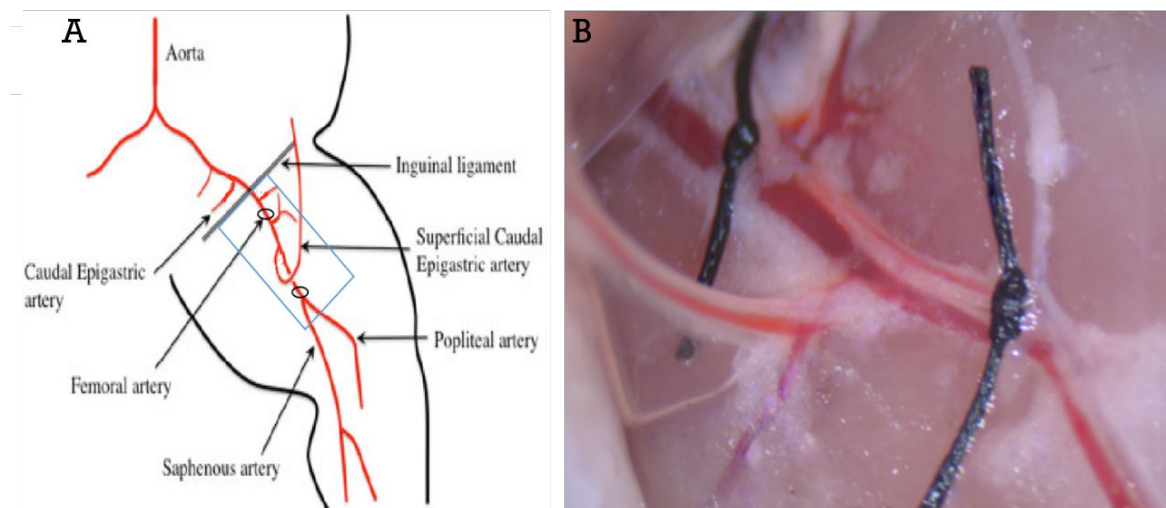 A
Aorta
Inguinal ligament
Superficial Caudal
Epigastric artery
Caudal Epigastric
artery
Popliteal artery
Femoral artery
Saphenous artery
B